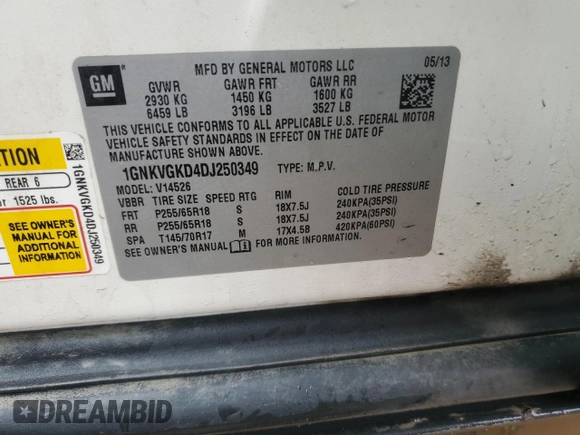 GM
MFD BY GENERAL MOTORS LLC 05/13
GVWR GAWR FRT GAWR RR
2930 KG 1450 KG 1600 KG
6459 LB 3196 LB 3527 LB
THIS VEHICLE CONFORMS TO ALL APPLICABLE U.S. FEDERAL MOTOR
VEHICLE SAFETY STANDARDS IN EFFECT ON THE DATE OF
MANUFACTURE SHOWN ABOVE.
1GNKVGKD4DJ250349 TYPE: M.P.V.
MODEL: V14526
VBBR TIRE SIZE SPEED RTG RIM COLD TIRE PRESSURE
FRT P255/65R18 S 18X7.5J 240KPA(35PSI)
RR P255/65R18 S 18X7.5J 240KPA(35PSI)
SPA T145/70R17 M 17X4.5B 420KPA(60PSI)
SEE OWNER'S MANUAL FOR ADDITIONAL INFORMATION.
REAR 6
r 1525 lbs.
SEE OWNER'S
MANUAL FOR
ADDITIONAL
INFORMATION
1GNKVGKD4DJ250349
DREAMBID